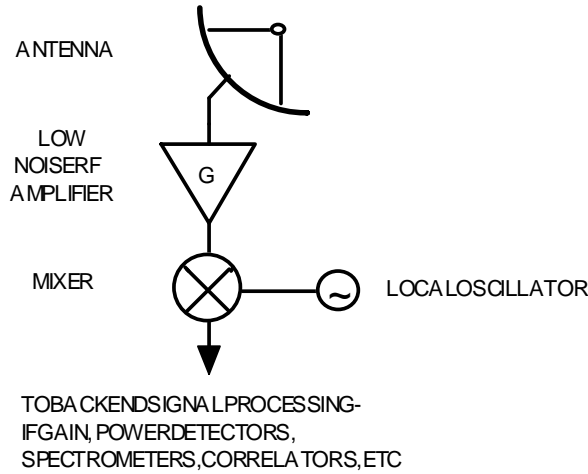 ANTENNA
LOW
NOISERF
AMPLIFIER
G
MIXER
~
LOCALOSCILLATOR
TOBACKENDSIGNALPROCESSING-
IFGAIN, POWERDETECTORS,
SPECTROMETERS, CORRELATORS, ETC